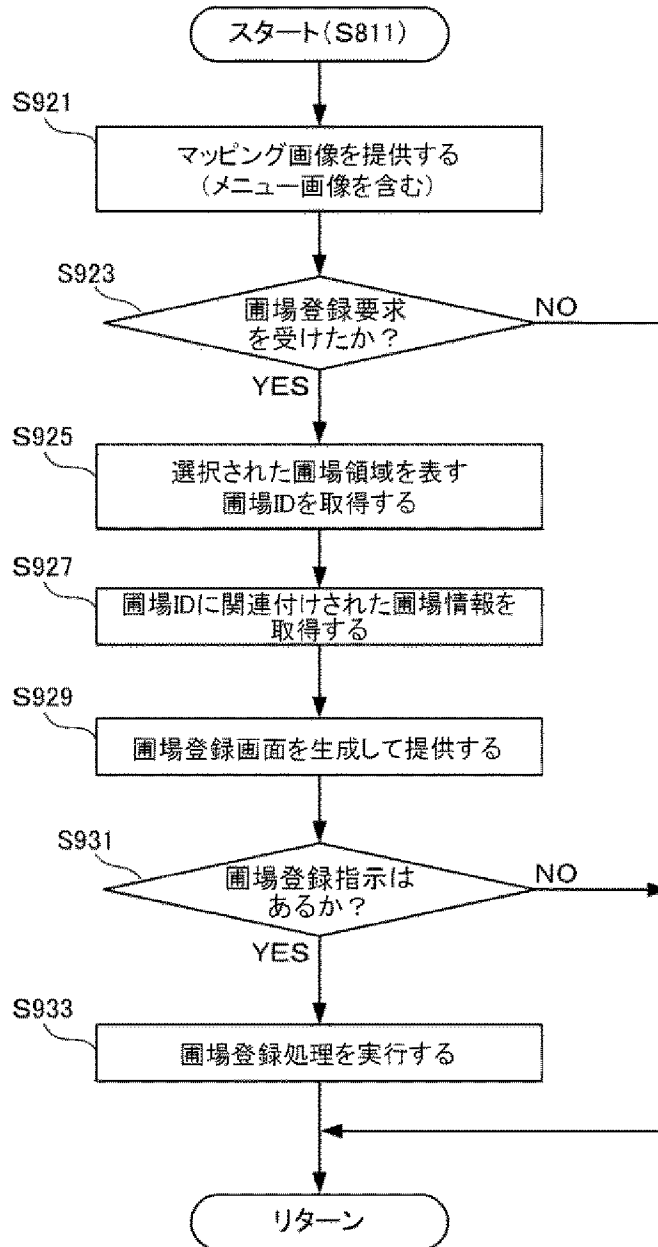 スタート(S811)
S921
マッピング画像を提供する
(メニュー画像を含む)
S923
圃場登録要求
を受けたか?
NO
YES
S925
選択された圃場領域を表す
圃場IDを取得する
S927
圃場IDに関連付けされた圃場情報を
取得する
S929
圃場登録画面を生成して提供する
S931
圃場登録指示は
あるか?
NO
YES
S933
圃場登録処理を実行する
リターン